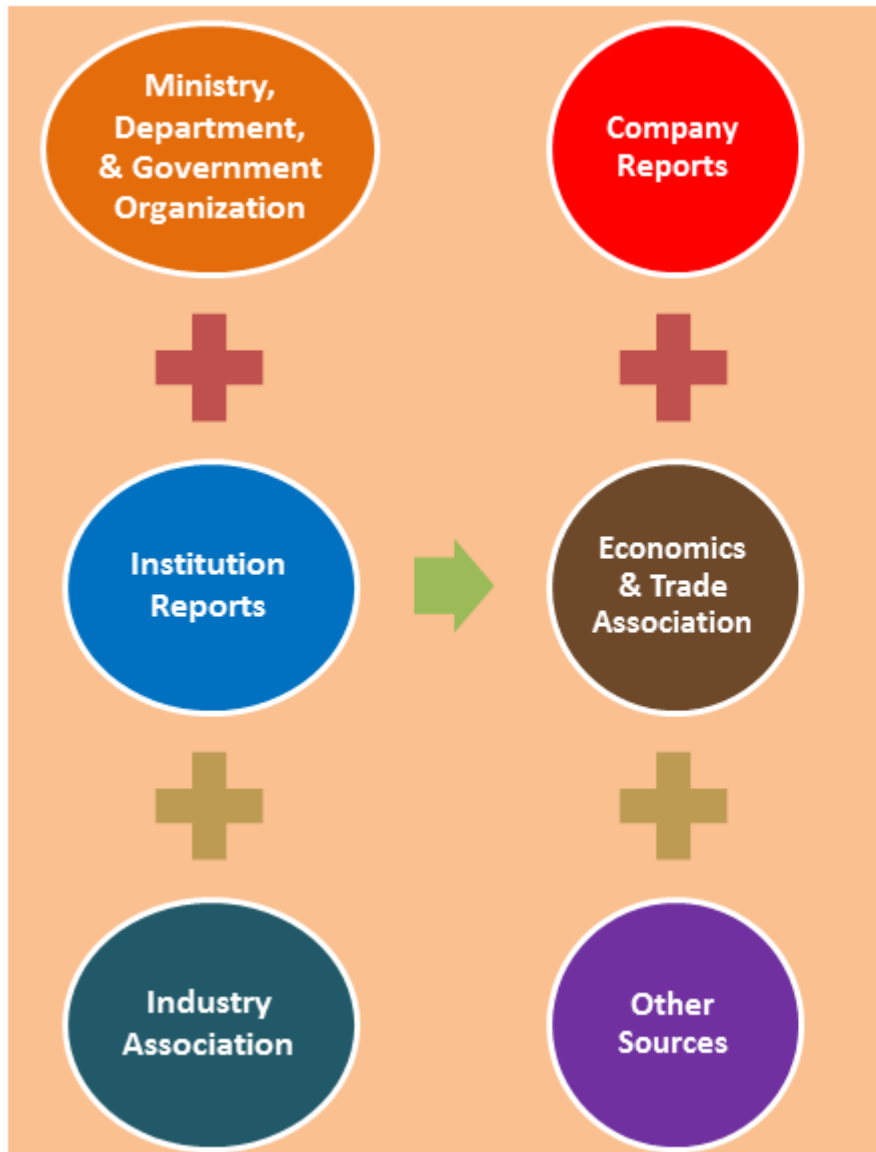 Ministry,
Department,
& Government
Organization
Company
Reports
Institution
Reports
Economics
& Trade
Association
Industry
Association
Other
Sources